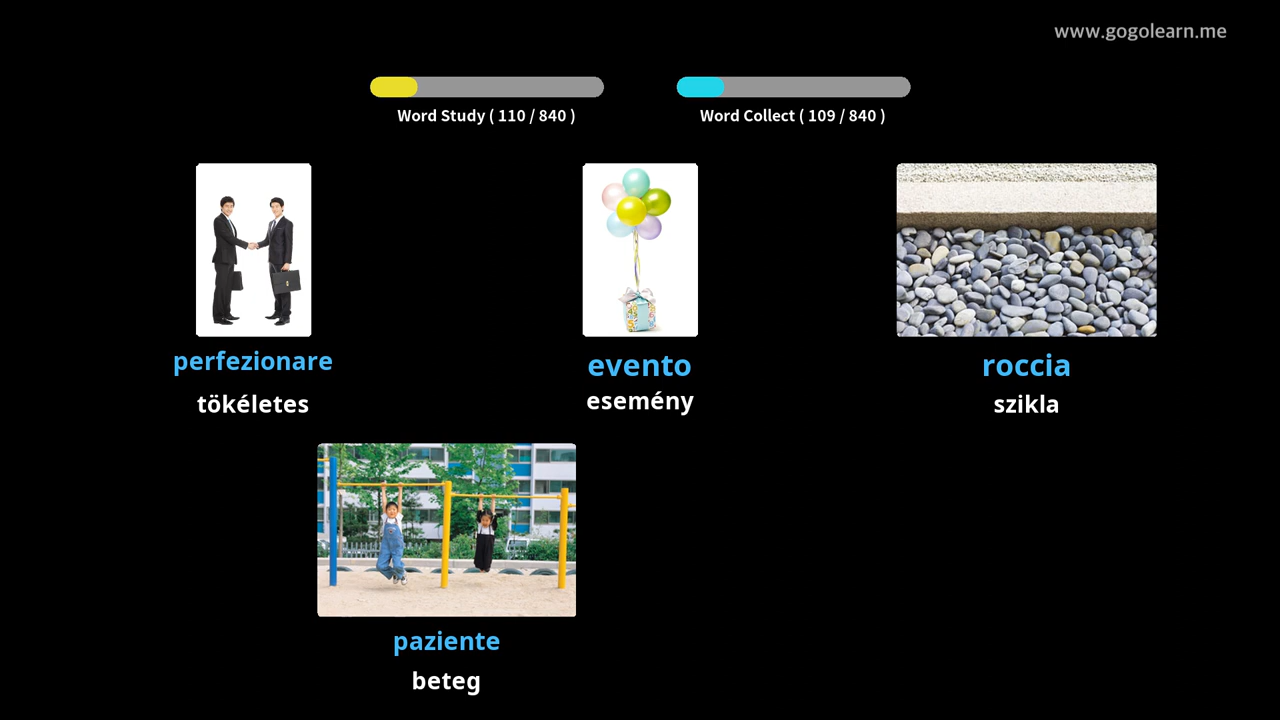 www.gogolearn.me
Word Study ( 110 / 840 )
Word Collect ( 109 / 840 )
perfezionare
tökéletes
evento
esemény
roccia
szikla
paziente
beteg